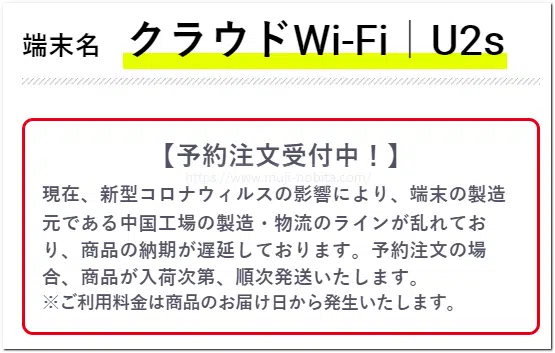 端末名 クラウドWi-Fi｜U2s
【予約注文受付中！】
https://www.muji-nobita.com/
現在、新型コロナウィルスの影響により、端末の製造
元である中国工場の製造・物流のラインが乱れてお
り、商品の納期が遅延しております。予約注文の場
合、商品が入荷次第、順次発送いたします。
※ご利用料金は商品のお届け日から発生いたします。